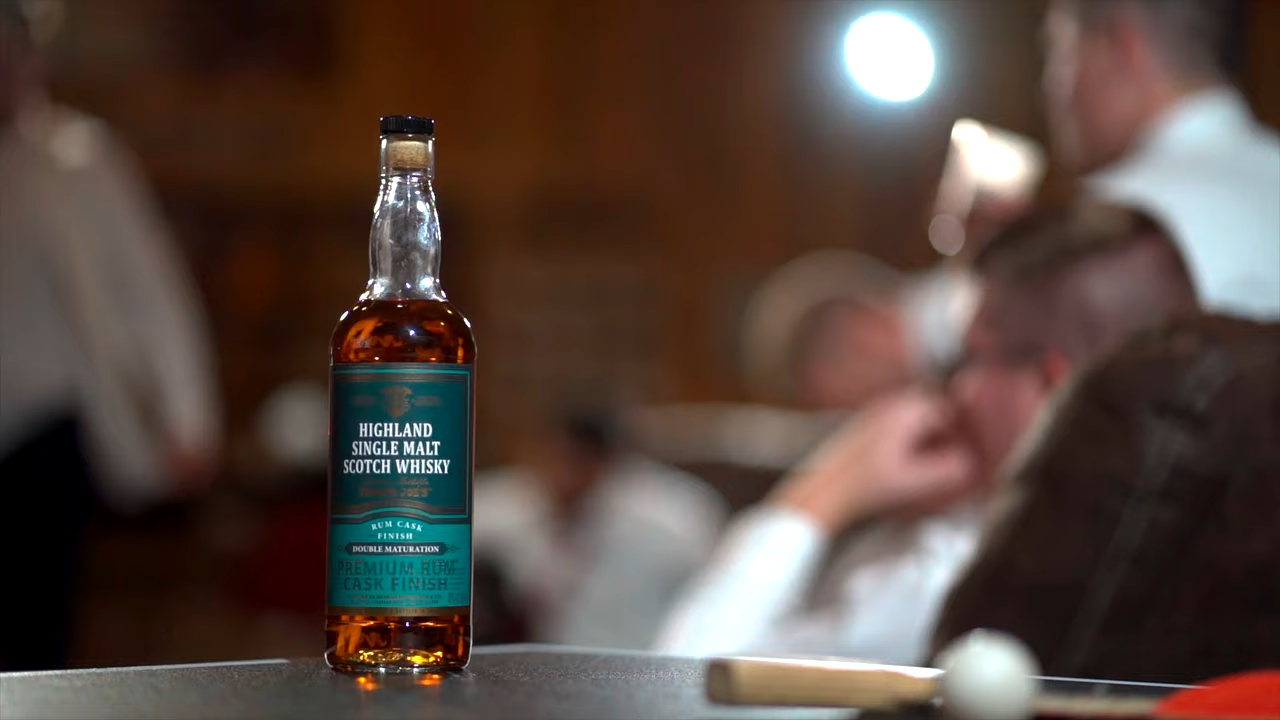 HIGHLAND
SINGLE MALT
SCOTCH WHISKY
RUM CASK
FINISH
DOUBLE MATURATION
PREMIUM RUM
CASK FINISH